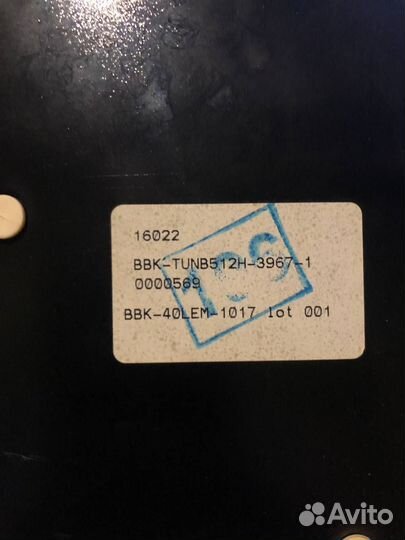 16022
BBK-TUNB512H-3967-1
0000569
BBK-40LEM-1017 lot 001
Avito